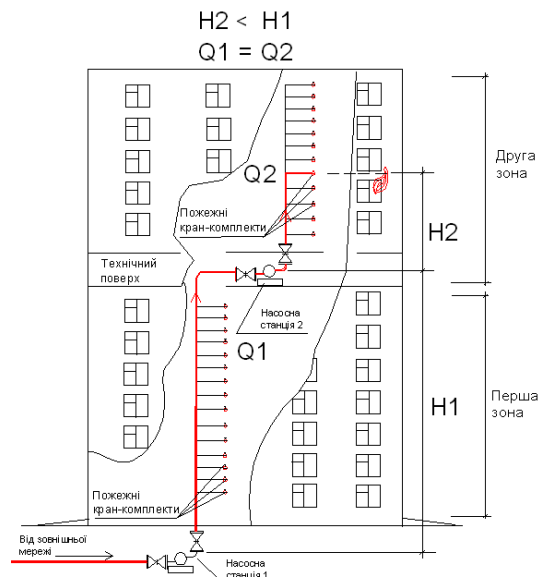 H2 < H1
Q1 = Q2
Друга
зона
Q2
Пожежні
кран-комплекти
H2
Технічний
поверх
Насосна
станція 2
Q1
Перша
зона
H1
Пожежні
кран-комплекти
Від зовнішньої
мережі
Насосна
станція 1